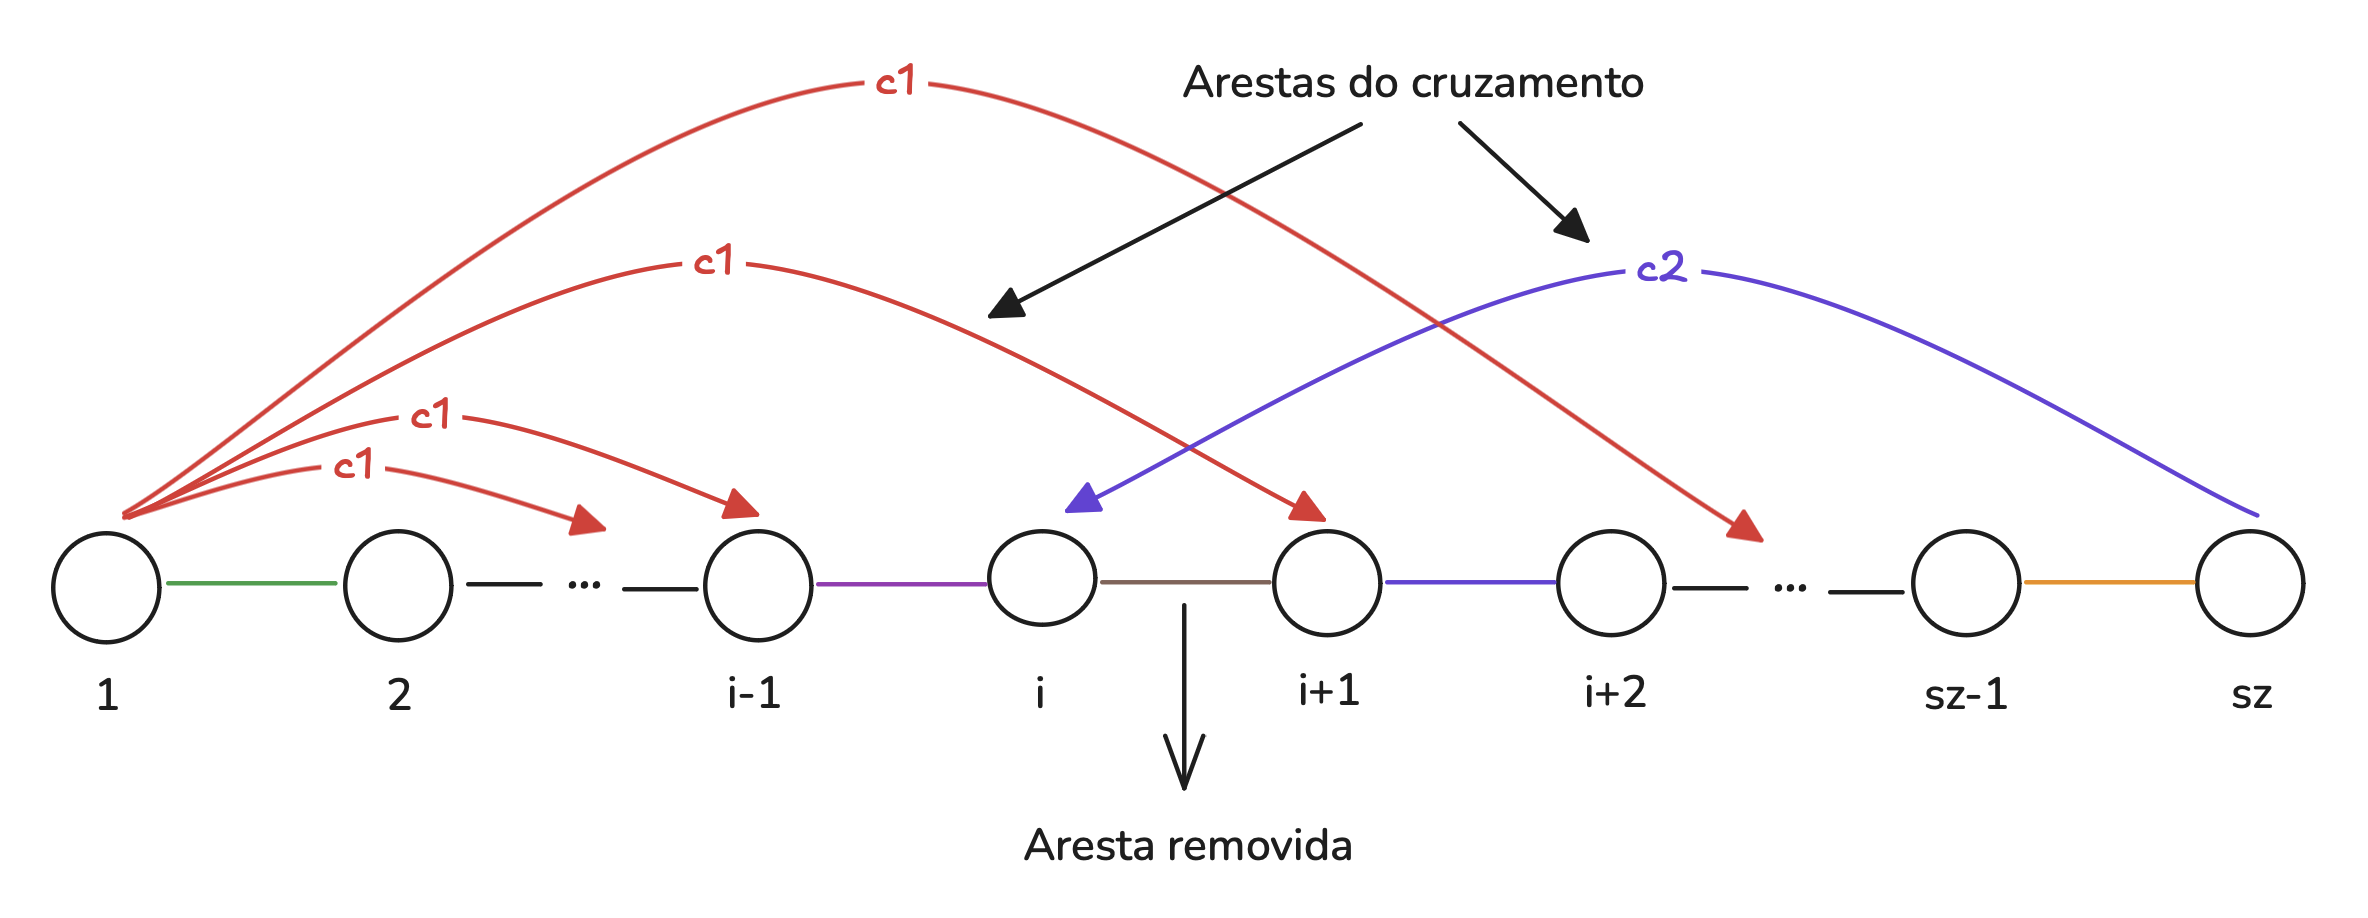 c1
Arestas do cruzamento
c1
c2
c1
c1
... ...
1 2 i-1 i i+1 i+2 sz-1 sz
Aresta removida